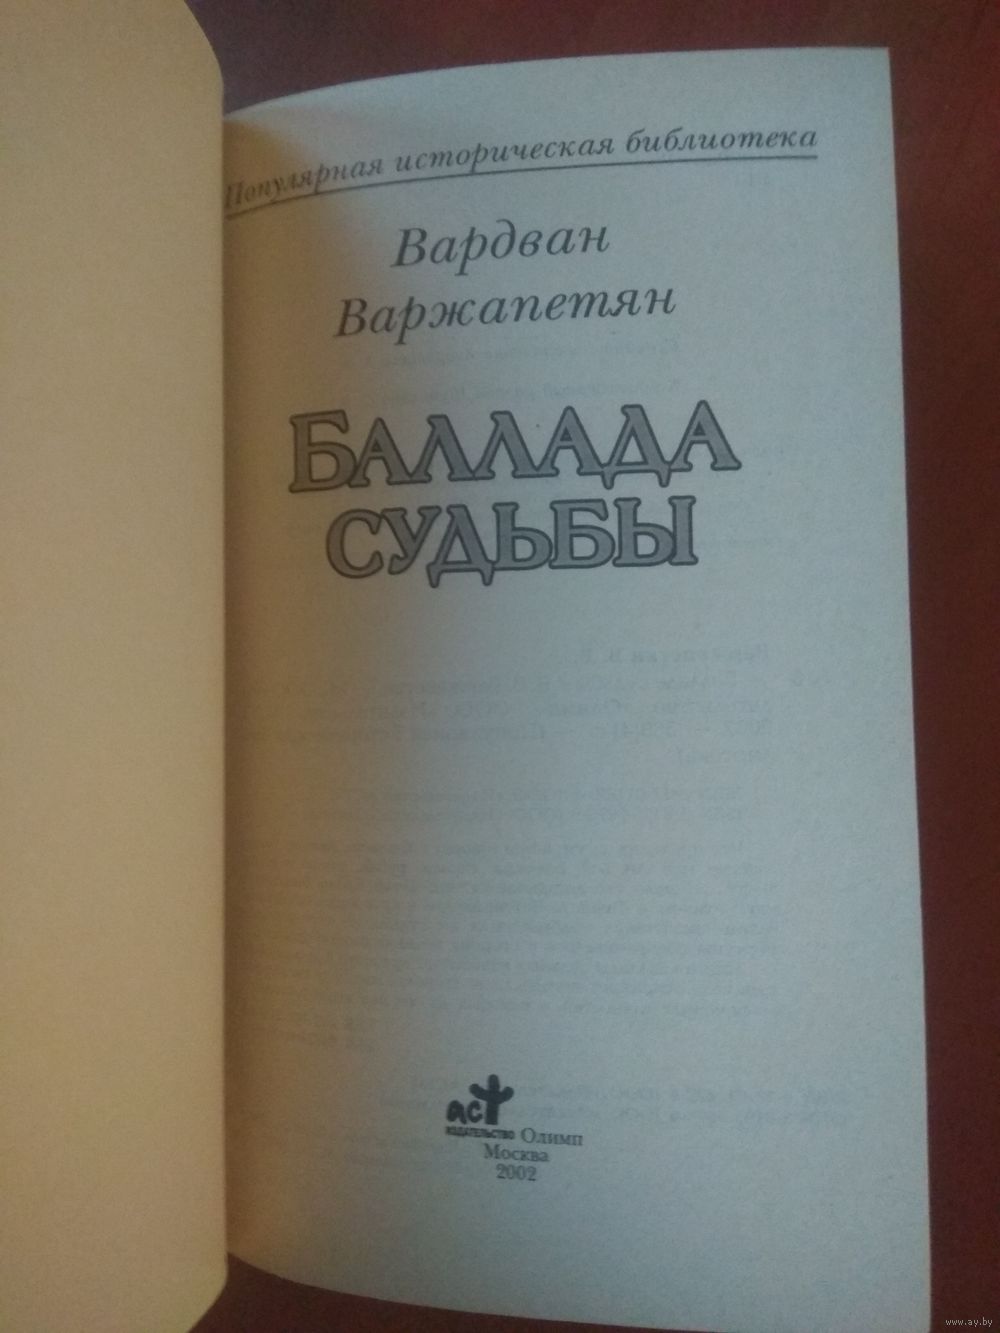 Популярная историческая библиотека
Вардван
Варжапетян
БАЛЛАДА
СУДЬБЫ
аст
ИЗДАТЕЛЬСТВО Олимп
Москва
2002
www.ay.by